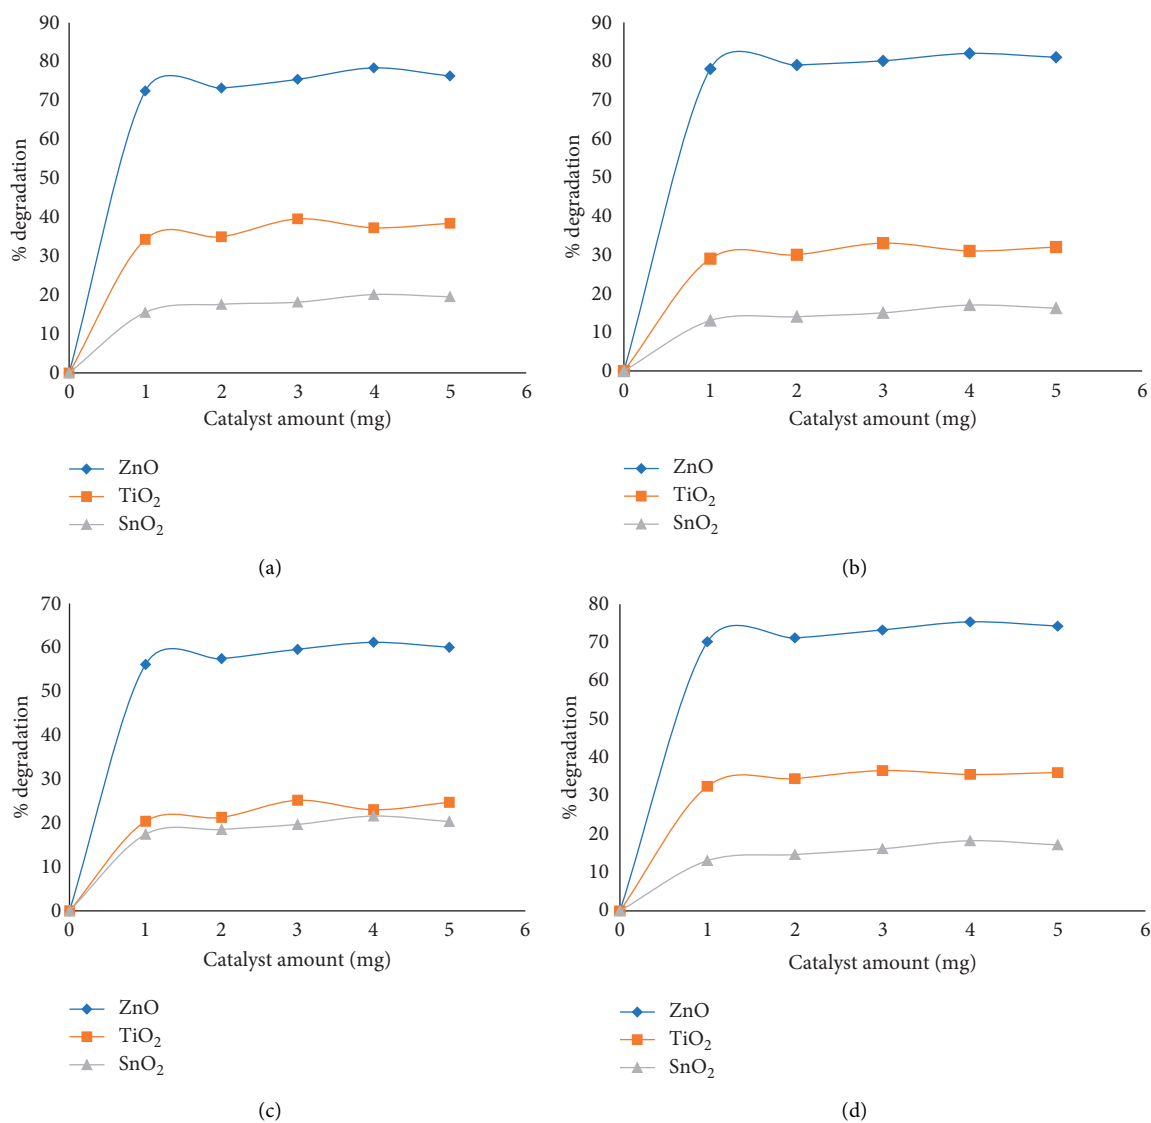 90
80
70
60
50
40
30
20
10
0
% degradation
0 1 2 3 4 5 6
Catalyst amount (mg)
ZnO
TiO₂
SnO₂
(a)
90
80
70
60
50
40
30
20
10
0
% degradation
0 1 2 3 4 5 6
Catalyst amount (mg)
ZnO
TiO₂
SnO₂
(b)
70
60
50
40
30
20
10
0
% degradation
0 1 2 3 4 5 6
Catalyst amount (mg)
ZnO
TiO₂
SnO₂
(c)
80
70
60
50
40
30
20
10
0
% degradation
0 1 2 3 4 5 6
Catalyst amount (mg)
ZnO
TiO₂
SnO₂
(d)